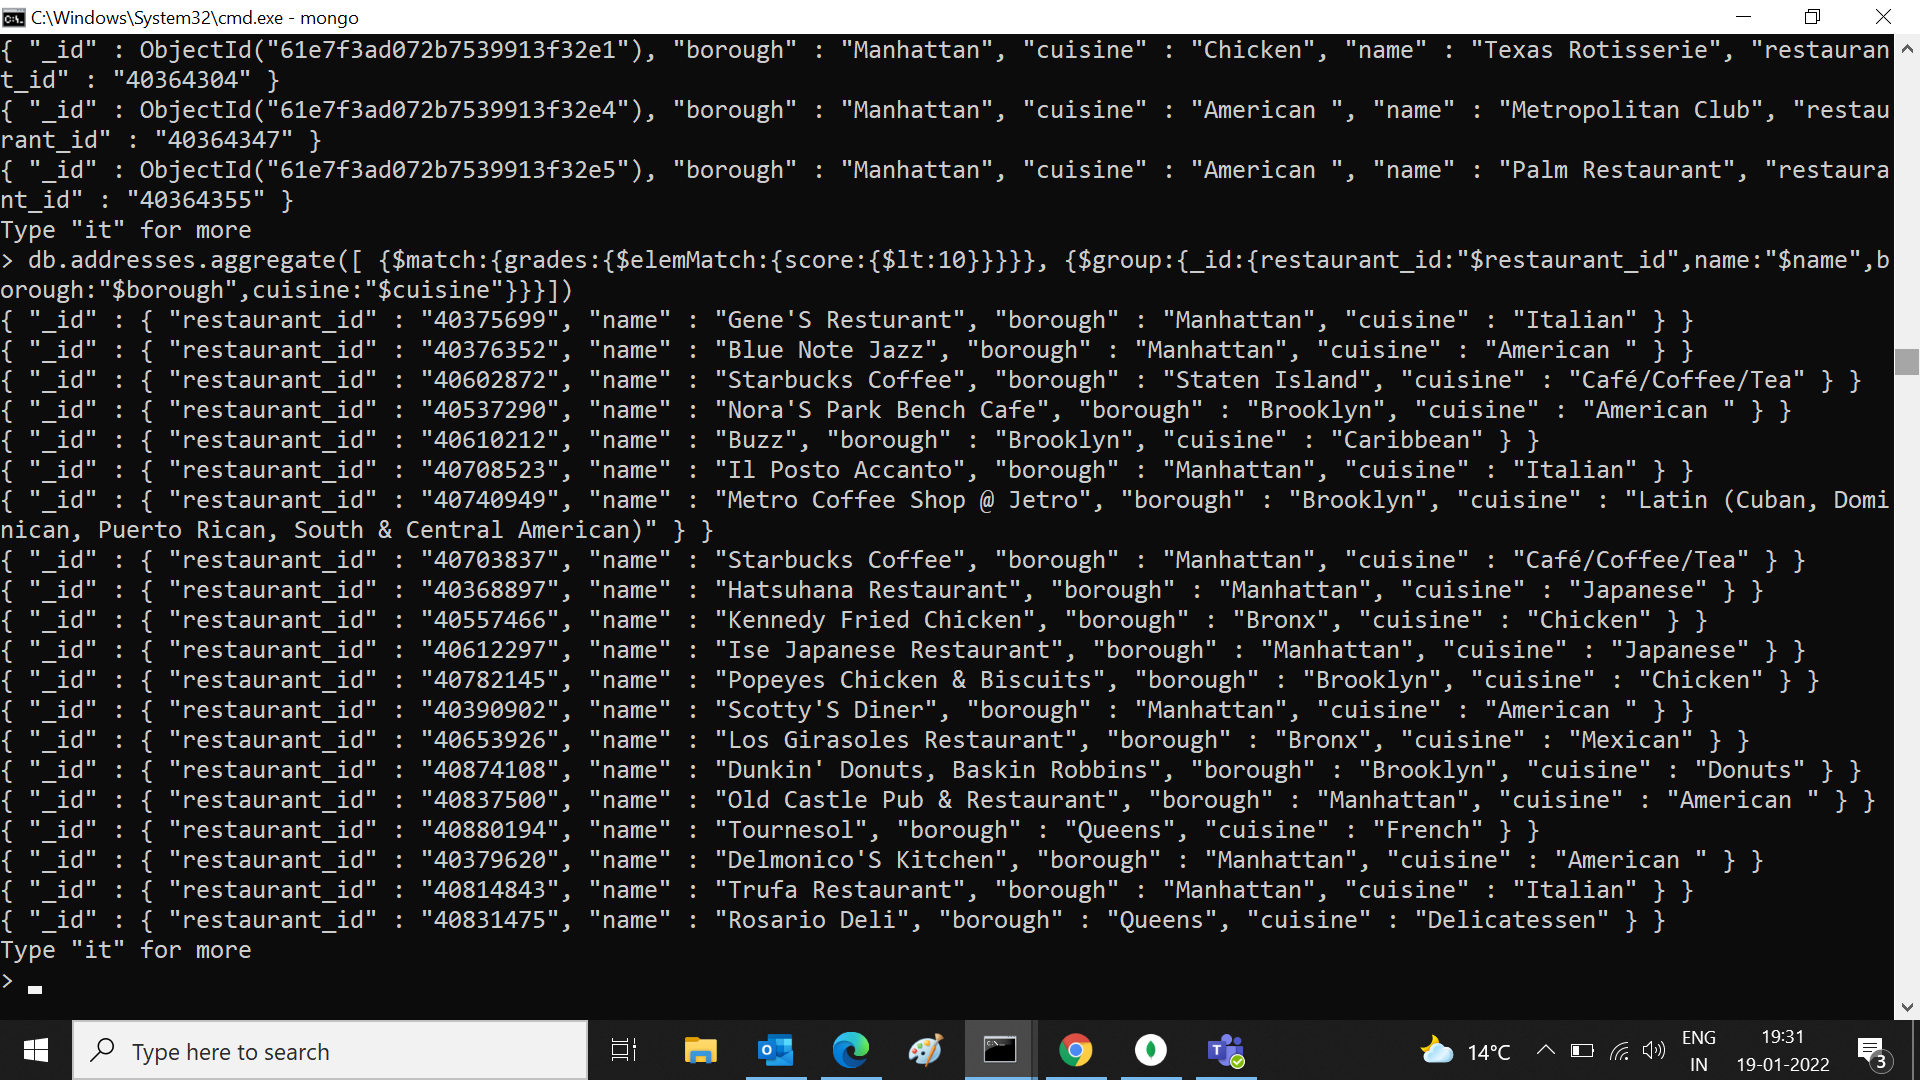 C:\Windows\System32\cmd.exe - mongo
{ "_id" : ObjectId("61e7f3ad072b7539913f32e1"), "borough" : "Manhattan", "cuisine" : "Chicken", "name" : "Texas Rotisserie", "restauran
t_id" : "40364304" }
{ "_id" : ObjectId("61e7f3ad072b7539913f32e4"), "borough" : "Manhattan", "cuisine" : "American ", "name" : "Metropolitan Club", "restau
rant_id" : "40364347" }
{ "_id" : ObjectId("61e7f3ad072b7539913f32e5"), "borough" : "Manhattan", "cuisine" : "American ", "name" : "Palm Restaurant", "restaura
nt_id" : "40364355" }
Type "it" for more
> db.addresses.aggregate([ {$match:{grades:{$elemMatch:{score:{$lt:10}}}}}, {$group:{_id:{restaurant_id:"$restaurant_id",name:"$name",b
orough:"$borough",cuisine:"$cuisine"}}}])
{ "_id" : { "restaurant_id" : "40375699", "name" : "Gene'S Resturant", "borough" : "Manhattan", "cuisine" : "Italian" } }
{ "_id" : { "restaurant_id" : "40376352", "name" : "Blue Note Jazz", "borough" : "Manhattan", "cuisine" : "American " } }
{ "_id" : { "restaurant_id" : "40602872", "name" : "Starbucks Coffee", "borough" : "Staten Island", "cuisine" : "Café/Coffee/Tea" } }
{ "_id" : { "restaurant_id" : "40537290", "name" : "Nora'S Park Bench Cafe", "borough" : "Brooklyn", "cuisine" : "American " } }
{ "_id" : { "restaurant_id" : "40610212", "name" : "Buzz", "borough" : "Brooklyn", "cuisine" : "Caribbean" } }
{ "_id" : { "restaurant_id" : "40708523", "name" : "Il Posto Accanto", "borough" : "Manhattan", "cuisine" : "Italian" } }
{ "_id" : { "restaurant_id" : "40740949", "name" : "Metro Coffee Shop @ Jetro", "borough" : "Brooklyn", "cuisine" : "Latin (Cuban, Domi
nican, Puerto Rican, South & Central American)" } }
{ "_id" : { "restaurant_id" : "40703837", "name" : "Starbucks Coffee", "borough" : "Manhattan", "cuisine" : "Café/Coffee/Tea" } }
{ "_id" : { "restaurant_id" : "40368897", "name" : "Hatsuhana Restaurant", "borough" : "Manhattan", "cuisine" : "Japanese" } }
{ "_id" : { "restaurant_id" : "40557466", "name" : "Kennedy Fried Chicken", "borough" : "Bronx", "cuisine" : "Chicken" } }
{ "_id" : { "restaurant_id" : "40612297", "name" : "Ise Japanese Restaurant", "borough" : "Manhattan", "cuisine" : "Japanese" } }
{ "_id" : { "restaurant_id" : "40782145", "name" : "Popeyes Chicken & Biscuits", "borough" : "Brooklyn", "cuisine" : "Chicken" } }
{ "_id" : { "restaurant_id" : "40390902", "name" : "Scotty'S Diner", "borough" : "Manhattan", "cuisine" : "American " } }
{ "_id" : { "restaurant_id" : "40653926", "name" : "Los Girasoles Restaurant", "borough" : "Bronx", "cuisine" : "Mexican" } }
{ "_id" : { "restaurant_id" : "40874108", "name" : "Dunkin' Donuts, Baskin Robbins", "borough" : "Brooklyn", "cuisine" : "Donuts" } }
{ "_id" : { "restaurant_id" : "40837500", "name" : "Old Castle Pub & Restaurant", "borough" : "Manhattan", "cuisine" : "American " } }
{ "_id" : { "restaurant_id" : "40880194", "name" : "Tournesol", "borough" : "Queens", "cuisine" : "French" } }
{ "_id" : { "restaurant_id" : "40379620", "name" : "Delmonico'S Kitchen", "borough" : "Manhattan", "cuisine" : "American " } }
{ "_id" : { "restaurant_id" : "40814843", "name" : "Trufa Restaurant", "borough" : "Manhattan", "cuisine" : "Italian" } }
{ "_id" : { "restaurant_id" : "40831475", "name" : "Rosario Deli", "borough" : "Queens", "cuisine" : "Delicatessen" } }
Type "it" for more
>
Type here to search
14°C
ENG
IN
19:31
19-01-2022
3